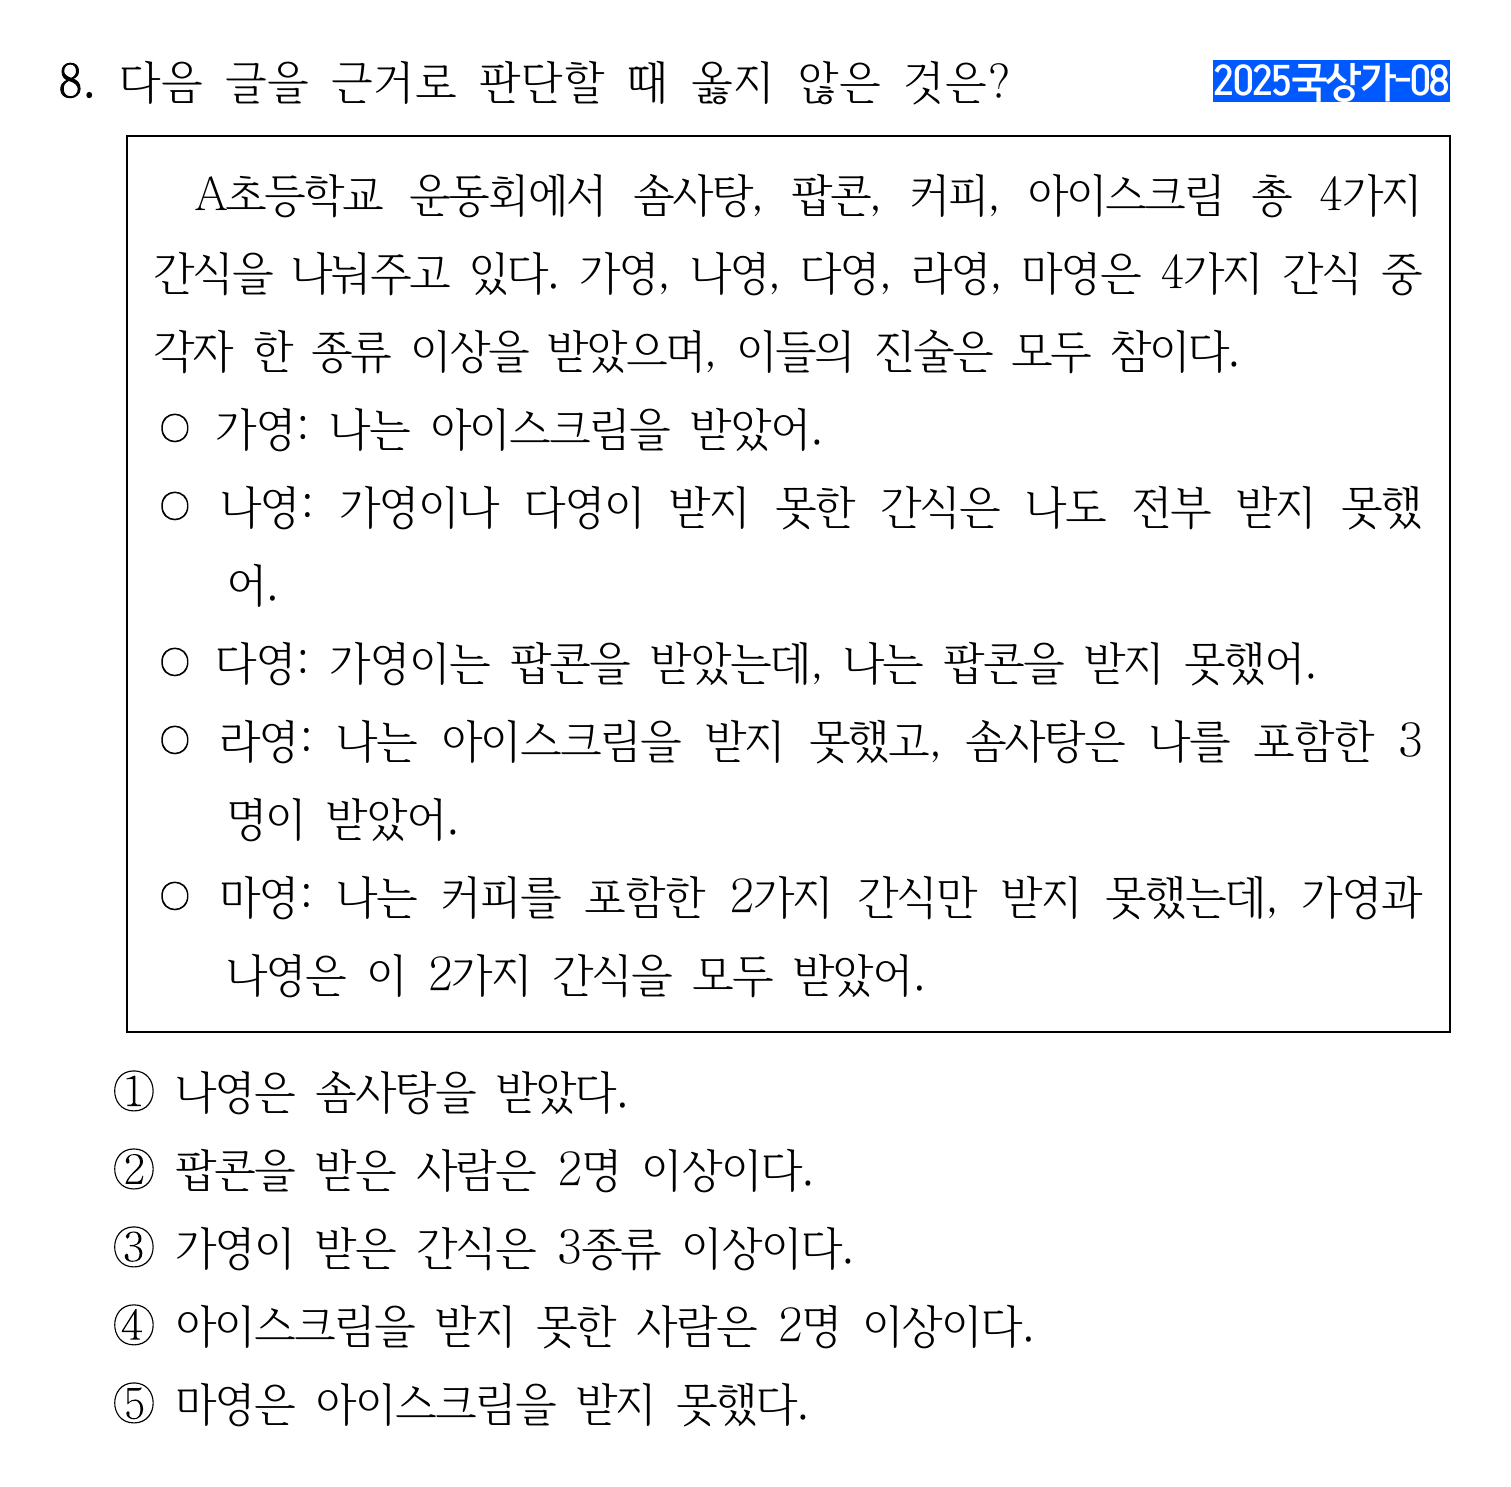 8. 다음 글을 근거로 판단할 때 옳지 않은 것은?
2025국상가-08
A초등학교 운동회에서 솜사탕, 팝콘, 커피, 아이스크림 총 4가지
간식을 나눠주고 있다. 가영, 나영, 다영, 라영, 마영은 4가지 간식 중
각자 한 종류 이상을 받았으며, 이들의 진술은 모두 참이다.
○ 가영: 나는 아이스크림을 받았어.
○ 나영: 가영이나 다영이 받지 못한 간식은 나도 전부 받지 못했
어.
○ 다영: 가영이는 팝콘을 받았는데, 나는 팝콘을 받지 못했어.
○ 라영: 나는 아이스크림을 받지 못했고, 솜사탕은 나를 포함한 3
명이 받았어.
○ 마영: 나는 커피를 포함한 2가지 간식만 받지 못했는데, 가영과
나영은 이 2가지 간식을 모두 받았어.
① 나영은 솜사탕을 받았다.
② 팝콘을 받은 사람은 2명 이상이다.
③ 가영이 받은 간식은 3종류 이상이다.
④ 아이스크림을 받지 못한 사람은 2명 이상이다.
⑤ 마영은 아이스크림을 받지 못했다.